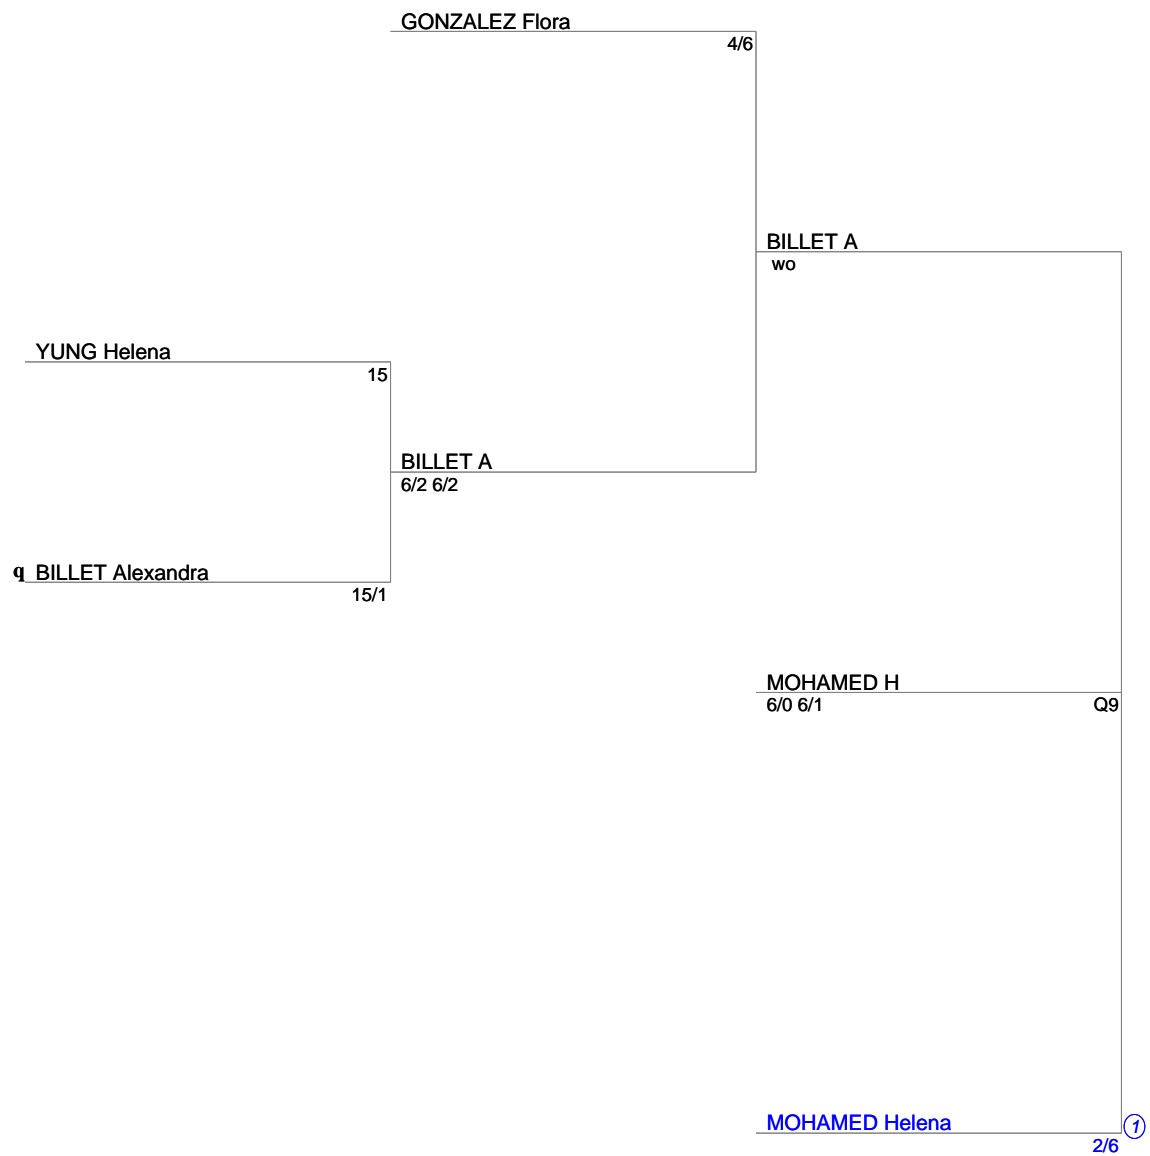 GONZALEZ Flora
4/6
BILLET A
wo
YUNG Helena
15
BILLET A
6/2 6/2
q BILLET Alexandra
15/1
MOHAMED H
6/0 6/1 Q9
MOHAMED Helena 1
2/6